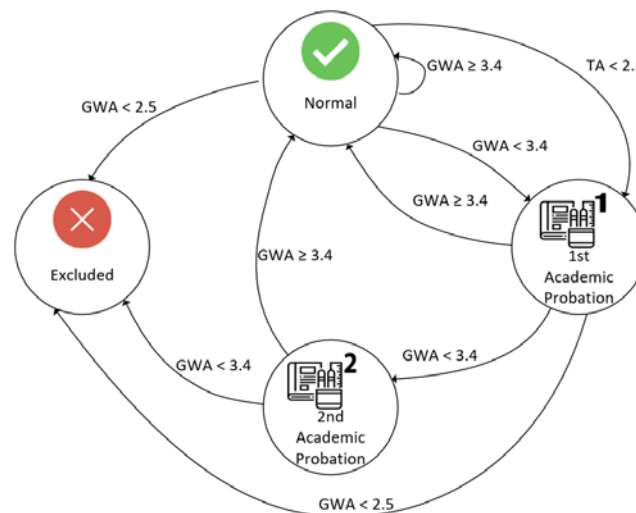 GWA ≥ 3.4
TA < 2.
Normal
GWA < 2.5
GWA < 3.4
GWA ≥ 3.4
1
1st
Academic
Probation
Excluded
GWA ≥ 3.4
GWA < 3.4
GWA < 3.4
2
2nd
Academic
Probation
GWA < 2.5